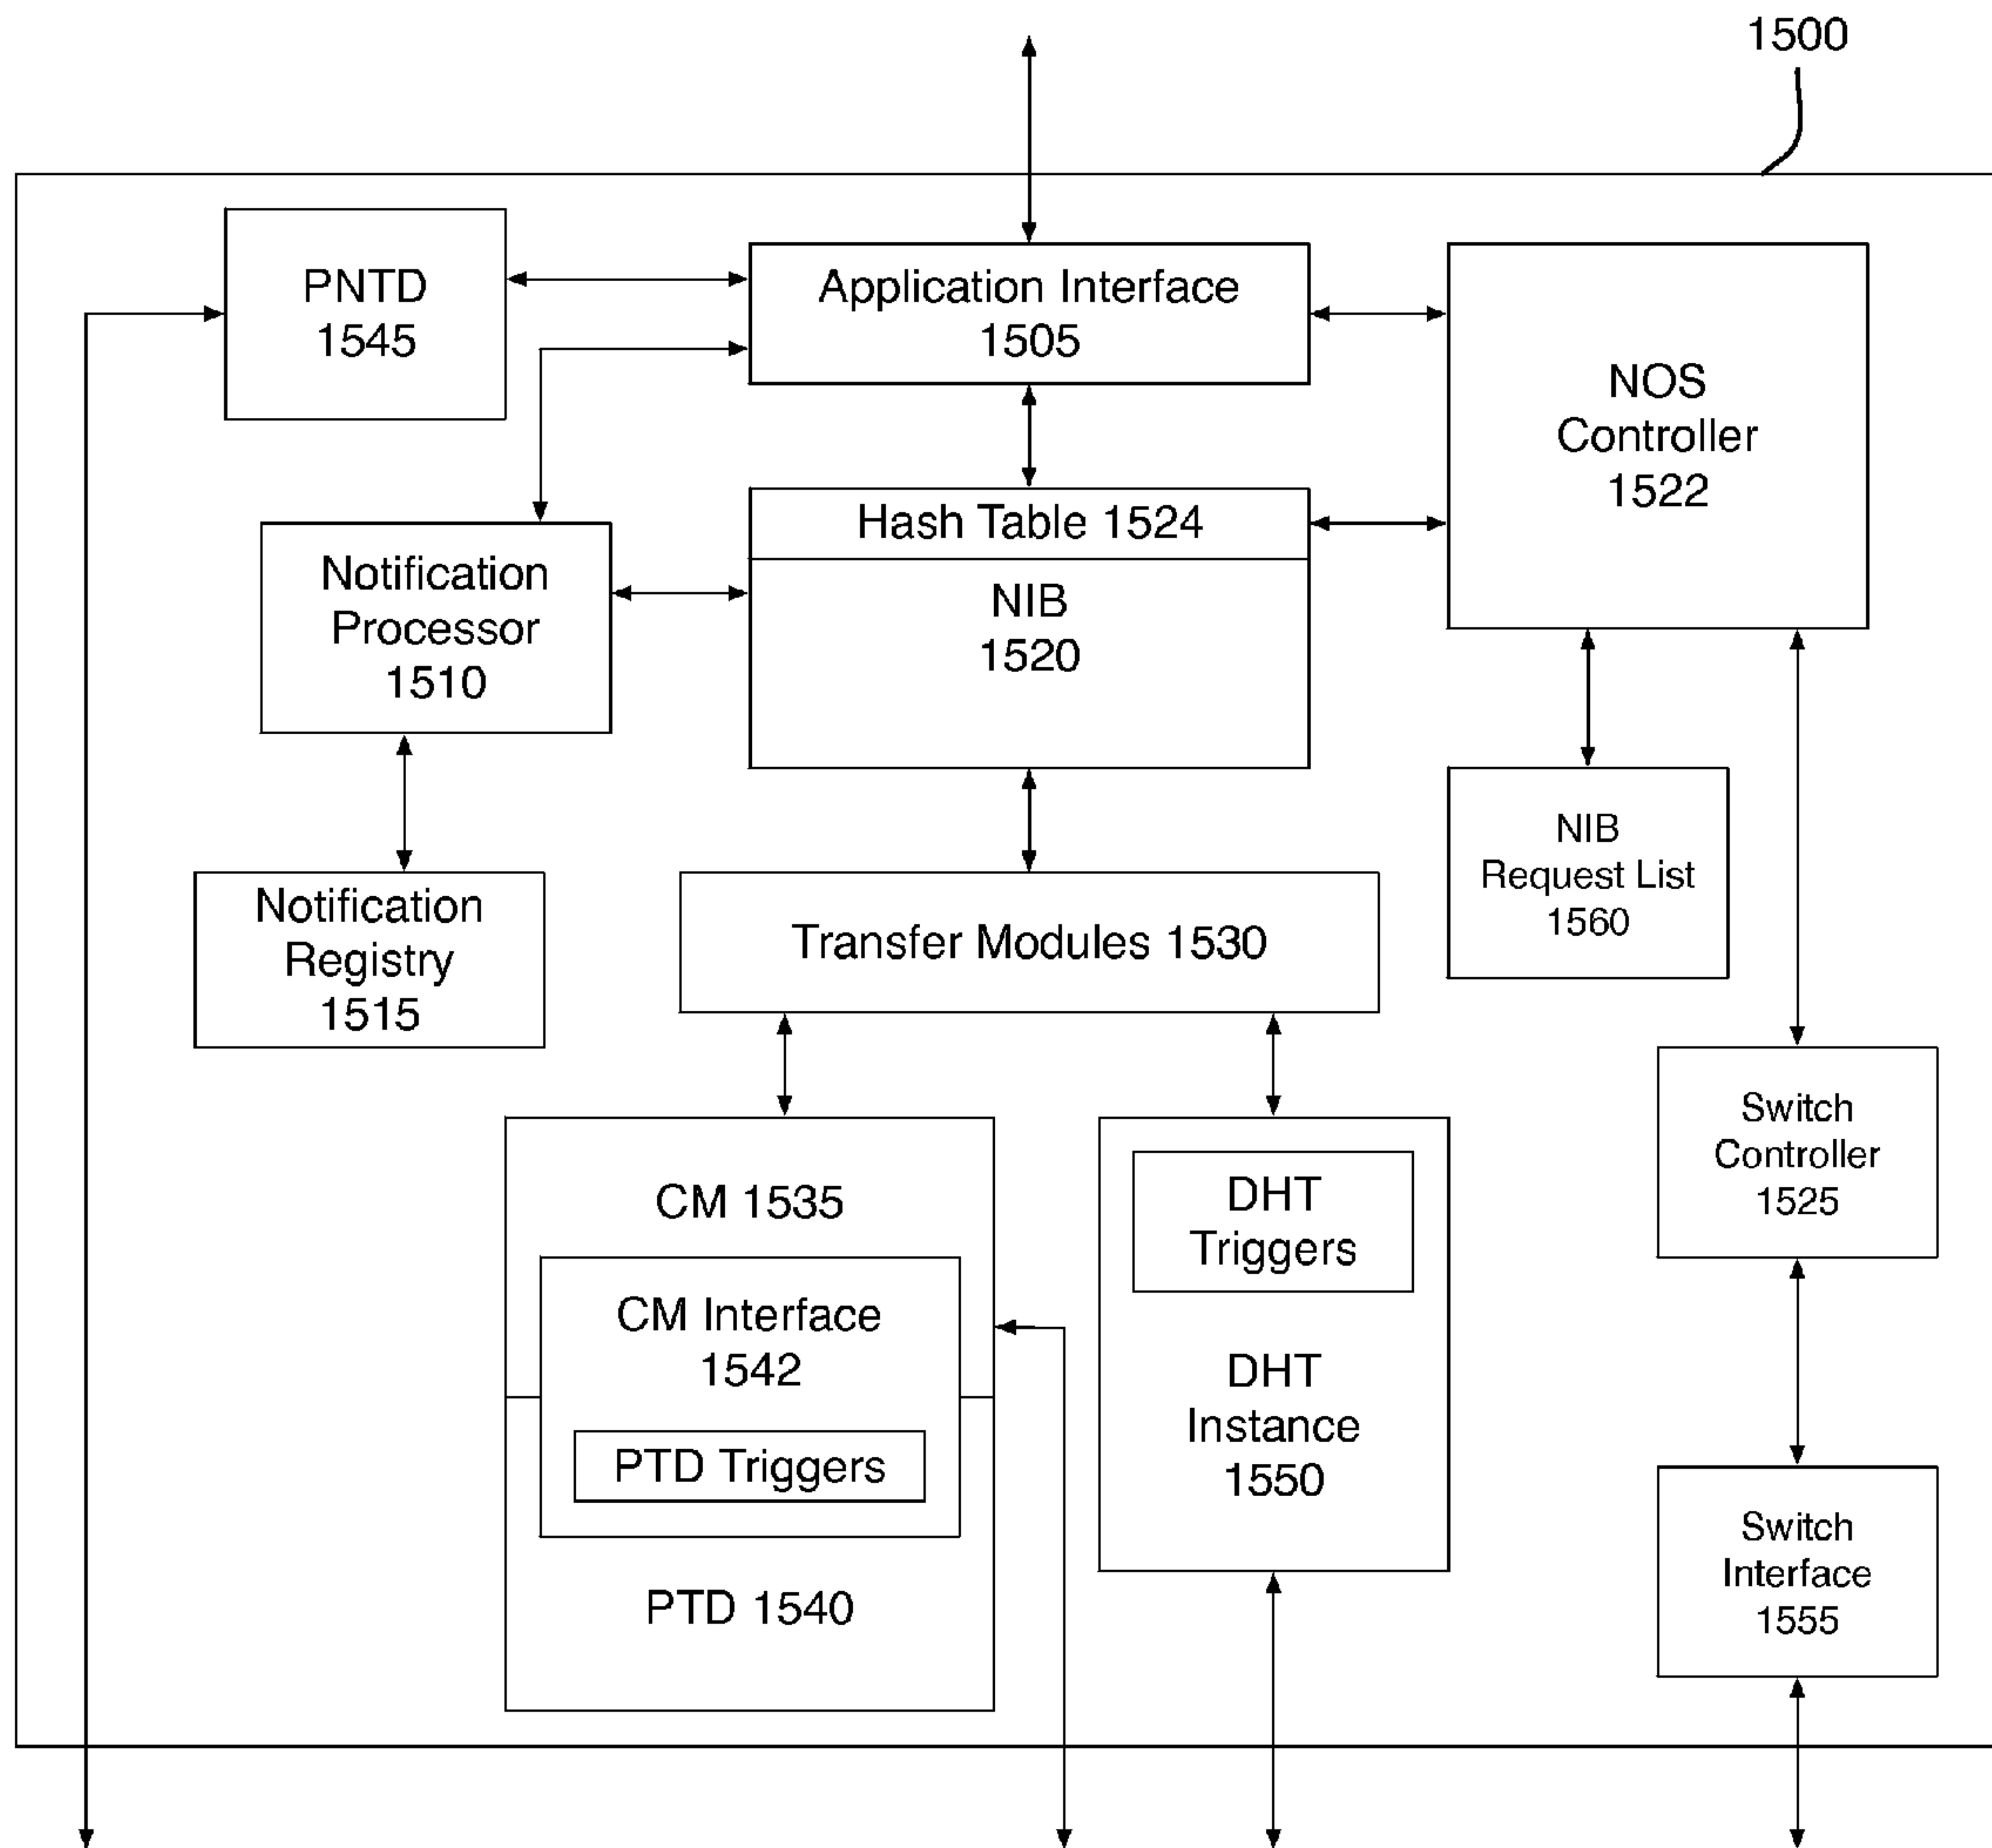 1500
PNTD
1545
Application Interface
1505
NOS
Controller
1522
Hash Table 1524
NIB
1520
Notification
Processor
1510
Notification
Registry
1515
Transfer Modules 1530
NIB
Request List
1560
CM 1535
CM Interface
1542
PTD Triggers
PTD 1540
DHT
Triggers
DHT
Instance
1550
Switch
Controller
1525
Switch
Interface
1555